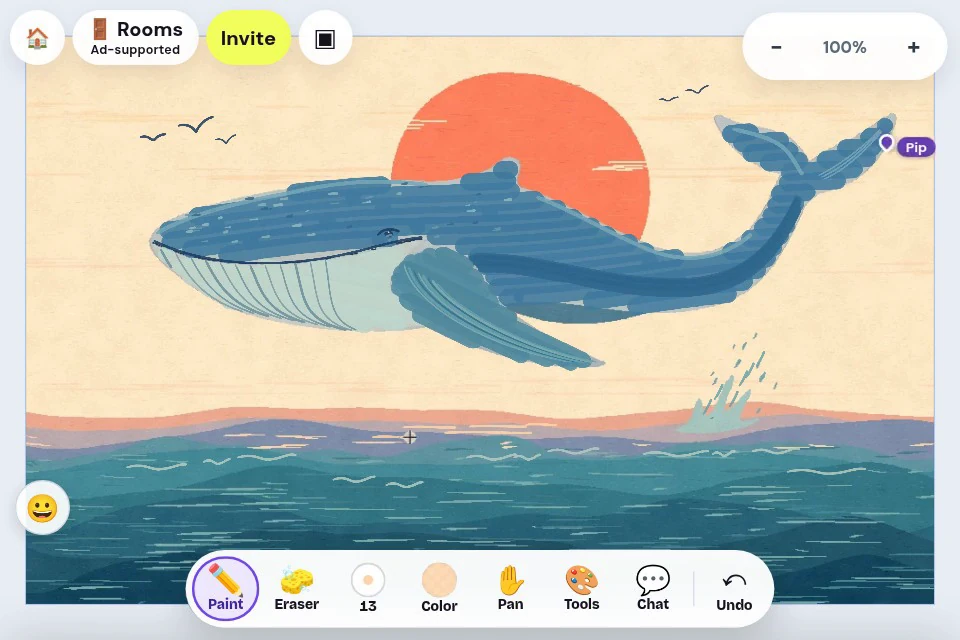 Rooms
Ad-supported
Invite
100%
Pip
Paint
Eraser
13
Color
Pan
Tools
Chat
Undo